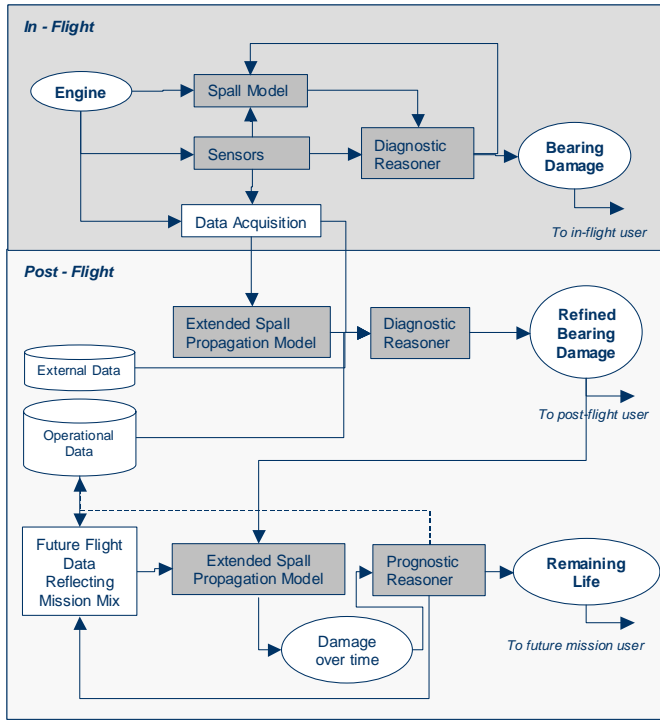 In - Flight
Engine
Spall Model
Sensors
Diagnostic
Reasoner
Bearing
Damage
Data Acquisition
To in-flight user
Post - Flight
Extended Spall
Propagation Model
Diagnostic
Reasoner
Refined
Bearing
Damage
External Data
To post-flight user
Operational
Data
Future Flight
Data
Reflecting
Mission Mix
Extended Spall
Propagation Model
Prognostic
Reasoner
Remaining
Life
Damage
over time
To future mission user